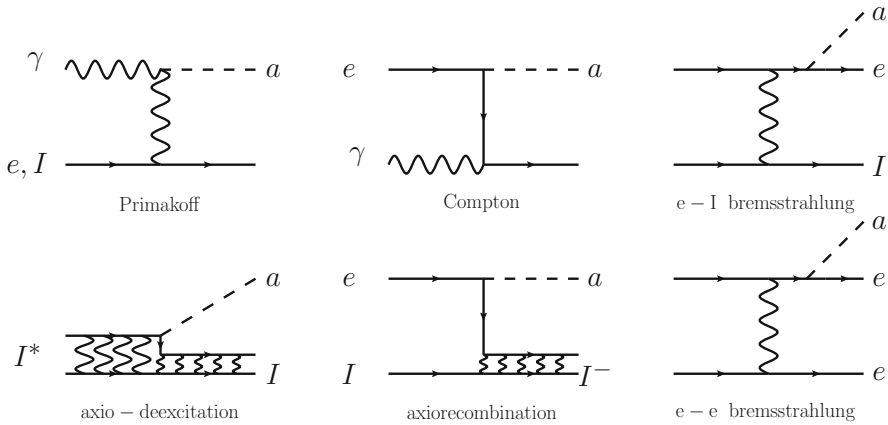 γ
a
e, I
Primakoff
e
a
γ
Compton
a
e
I
e − I bremsstrahlung
I*
a
I
axio − deexcitation
e
a
I
I⁻
axiorecombination
a
e
e
e − e bremsstrahlung